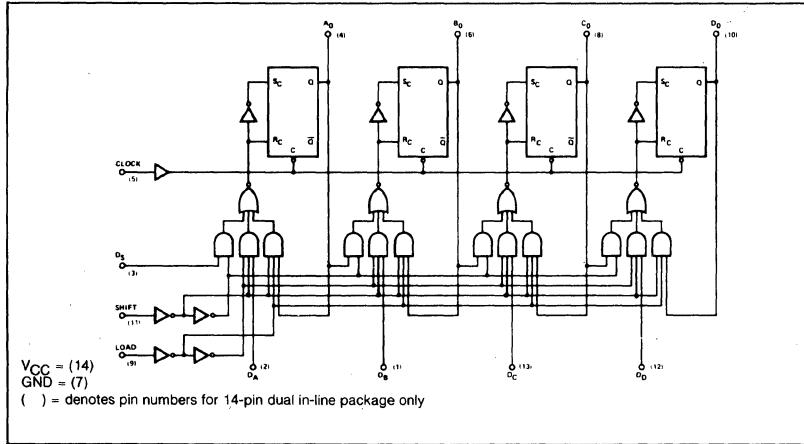 A0 B0 C0 D0
(4) (6) (8) (10)
SC Q SC Q SC Q SC Q
RC Q̅ RC Q̅ RC Q̅ RC
C C C C
CLOCK
(5)
DS
(3)
SHIFT
(11)
LOAD
(9)
DA (2) DB (1) DC (13) DD (12)
VCC = (14)
GND = (7)
( ) = denotes pin numbers for 14-pin dual in-line package only